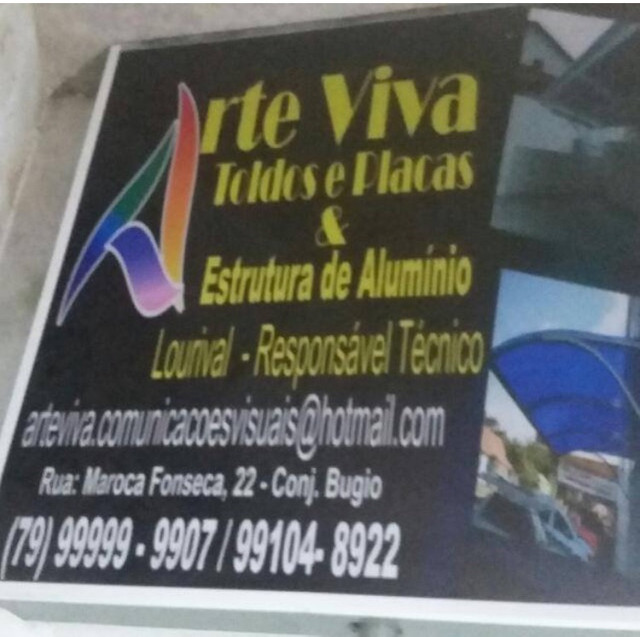 Arte Viva
Toldos e Placas
&
Estrutura de Alumínio
Lourival - Responsável Técnico
arteviva.comunicacoesvisuais@hotmail.com
Rua: Maroca Fonseca, 22 - Conj. Bugio
(79) 99999 - 9907 / 99104- 8922